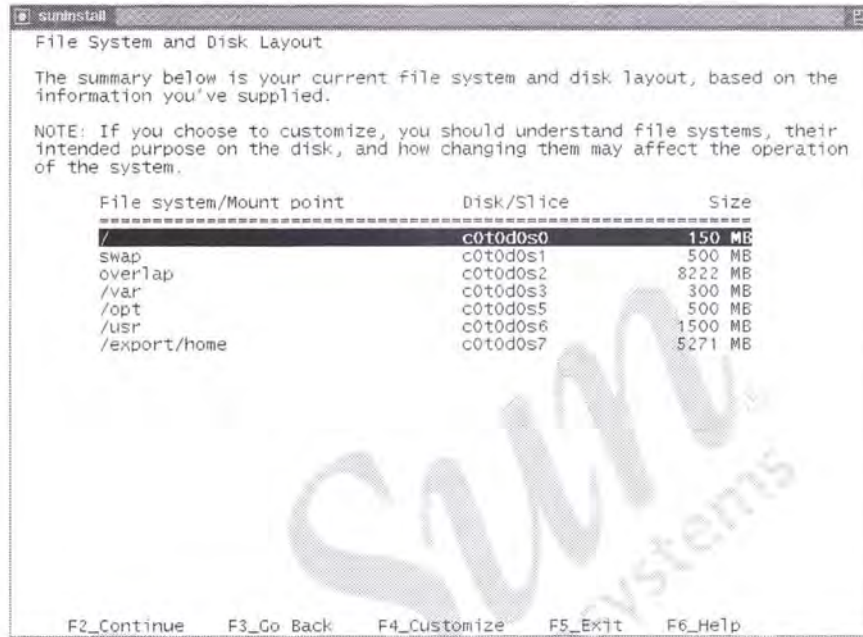 suninstall
File System and Disk Layout
The summary below is your current file system and disk layout, based on the
information you've supplied.
NOTE: If you choose to customize, you should understand file systems, their
intended purpose on the disk, and how changing them may affect the operation
of the system.
File system/Mount point Disk/Slice Size
============================================================
/ c0t0d0s0 150 MB
swap c0t0d0s1 500 MB
overlap c0t0d0s2 8222 MB
/var c0t0d0s3 300 MB
/opt c0t0d0s5 500 MB
/usr c0t0d0s6 1500 MB
/export/home c0t0d0s7 5271 MB
Sun
systems
F2_Continue F3_Go Back F4_Customize F5_Exit F6_Help